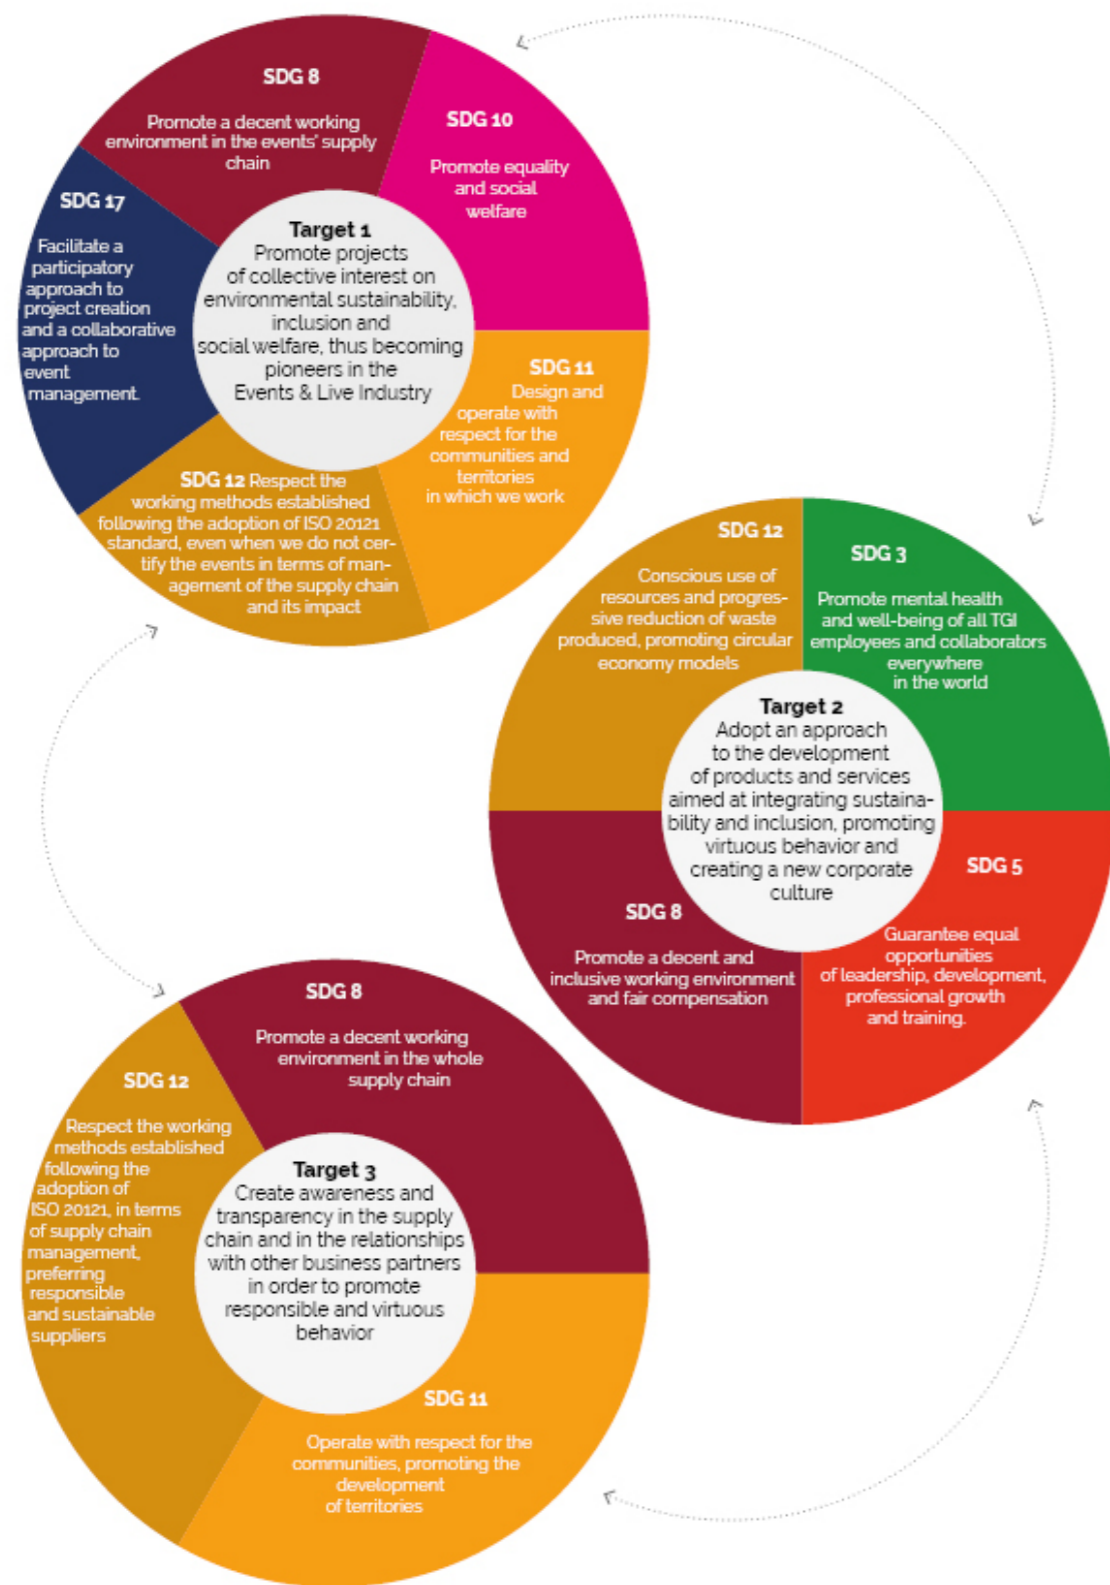 SDG 8
Promote a decent working
environment in the events' supply
chain
SDG 10
Promote equality
and social
welfare
SDG 17
Facilitate a
participatory
approach to
project creation
and a collaborative
approach to
event
management.
Target 1
Promote projects
of collective interest on
environmental sustainability,
inclusion and
social welfare, thus becoming
pioneers in the
Events & Live Industry
SDG 11
Design and
operate with
respect for the
communities and
territories
in which we work
SDG 12 Respect the
working methods established
following the adoption of ISO 20121
standard, even when we do not cer-
tify the events in terms of man-
agement of the supply chain
and its impact
SDG 12
Conscious use of
resources and progres-
sive reduction of waste
produced, promoting circular
economy models
SDG 3
Promote mental health
and well-being of all TGI
employees and collaborators
everywhere
in the world
Target 2
Adopt an approach
to the development
of products and services
aimed at integrating sustaina-
bility and inclusion, promoting
virtuous behavior and
creating a new corporate
culture
SDG 8
Promote a decent and
inclusive working environment
and fair compensation
SDG 5
Guarantee equal
opportunities
of leadership, development,
professional growth
and training.
SDG 8
Promote a decent working
environment in the whole
supply chain
SDG 12
Respect the working
methods established
following the
adoption of
ISO 20121, in terms
of supply chain
management,
preferring
responsible
and sustainable
suppliers
Target 3
Create awareness and
transparency in the supply
chain and in the relationships
with other business partners
in order to promote
responsible and virtuous
behavior
SDG 11
Operate with respect for the
communities, promoting the
development
of territories